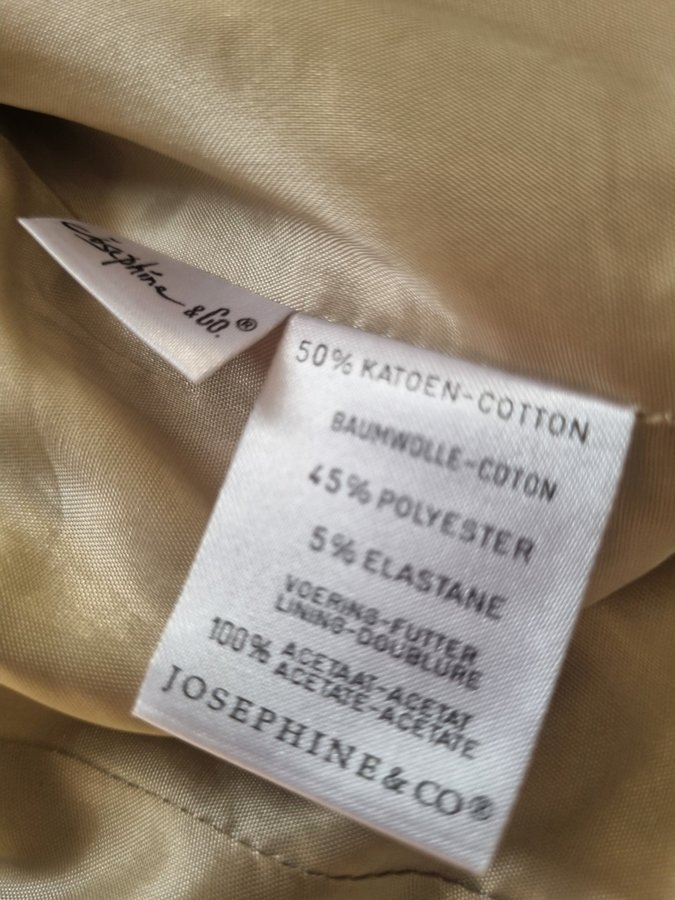 Josephine
& Co.®
50% KATOEN-COTTON
BAUMWOLLE-COTON
45% POLYESTER
5% ELASTANE
VOERING-FUTTER
LINING-DOUBLURE
100% ACETAAT-ACETAT
ACETATE-ACETATE
JOSEPHINE&CO®